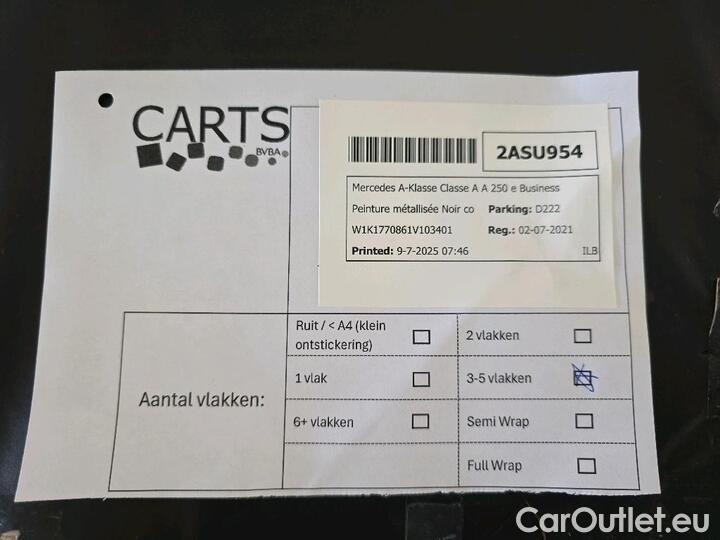 CARTS
BVBA
2ASU954
Mercedes A-Klasse Classe A A 250 e Business
Peinture métallisée Noir co Parking: D222
W1K1770861V103401 Reg.: 02-07-2021
Printed: 9-7-2025 07:46 ILB
Aantal vlakken:
Ruit / < A4 (klein
ontstickering)
2 vlakken
1 vlak
3-5 vlakken
6+ vlakken
Semi Wrap
Full Wrap
CarOutlet.eu